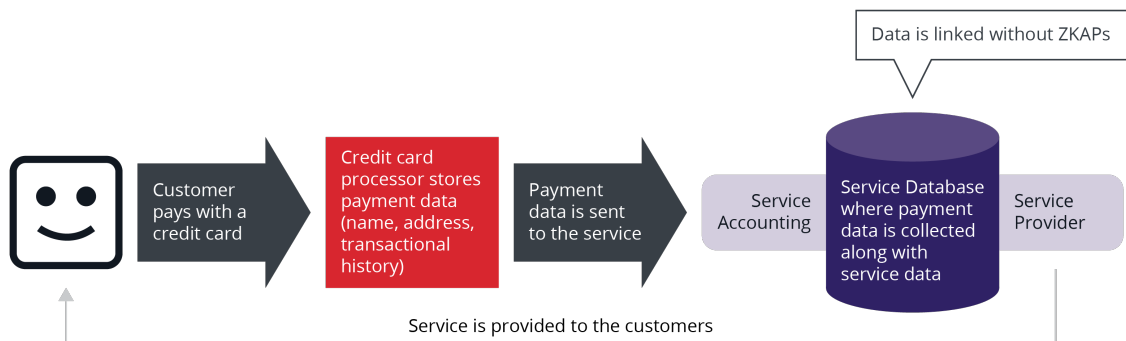 Data is linked without ZKAPs
Customer
pays with a
credit card
Credit card
processor stores
payment data
(name, address,
transactional
history)
Payment
data is sent
to the service
Service
Accounting
Service Database
where payment
data is collected
along with
service data
Service
Provider
Service is provided to the customers